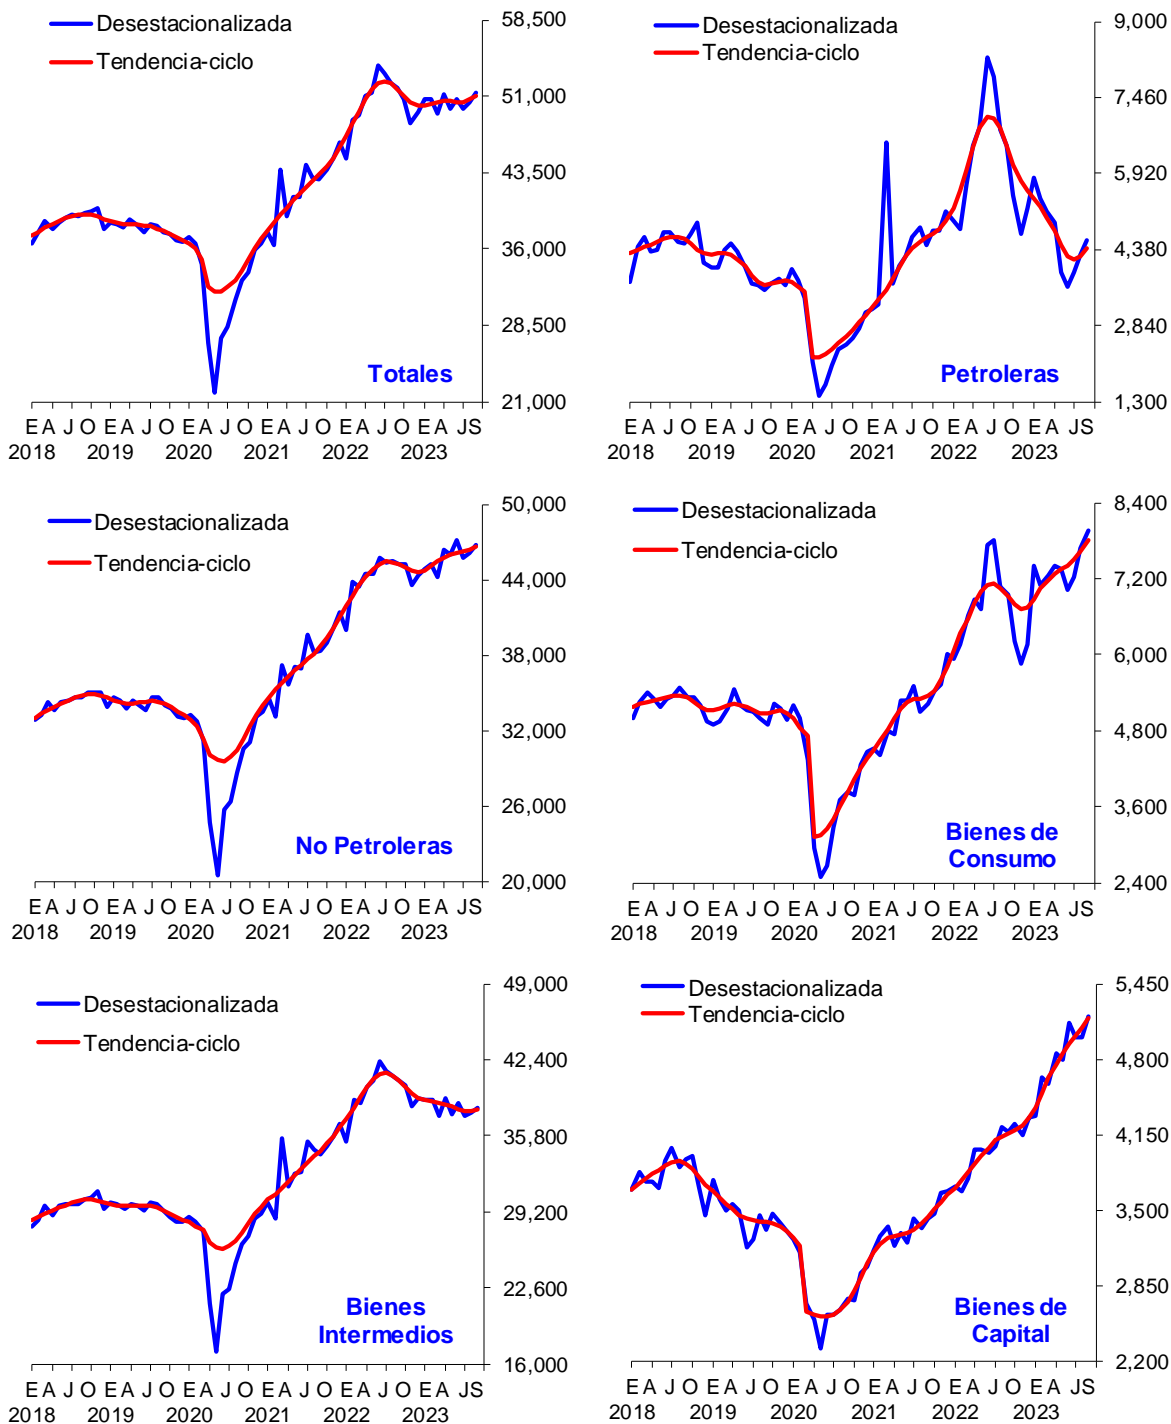 Desestacionalizada
Tendencia-ciclo
58,500
51,000
43,500
36,000
28,500
21,000
Totales
E A J O E A J O E A J O E A J O E A J O E A JS
2018 2019 2020 2021 2022 2023
Desestacionalizada
Tendencia-ciclo
9,000
7,460
5,920
4,380
2,840
1,300
Petroleras
E A J O E A J O E A J O E A J O E A J O E A JS
2018 2019 2020 2021 2022 2023
Desestacionalizada
Tendencia-ciclo
50,000
44,000
38,000
32,000
26,000
20,000
No Petroleras
E A J O E A J O E A J O E A J O E A J O E A JS
2018 2019 2020 2021 2022 2023
Desestacionalizada
Tendencia-ciclo
8,400
7,200
6,000
4,800
3,600
2,400
Bienes de
Consumo
E A J O E A J O E A J O E A J O E A J O E A JS
2018 2019 2020 2021 2022 2023
Desestacionalizada
Tendencia-ciclo
49,000
42,400
35,800
29,200
22,600
16,000
Bienes
Intermedios
E A J O E A J O E A J O E A J O E A J O E A JS
2018 2019 2020 2021 2022 2023
Desestacionalizada
Tendencia-ciclo
5,450
4,800
4,150
3,500
2,850
2,200
Bienes de
Capital
E A J O E A J O E A J O E A J O E A J O E A JS
2018 2019 2020 2021 2022 2023